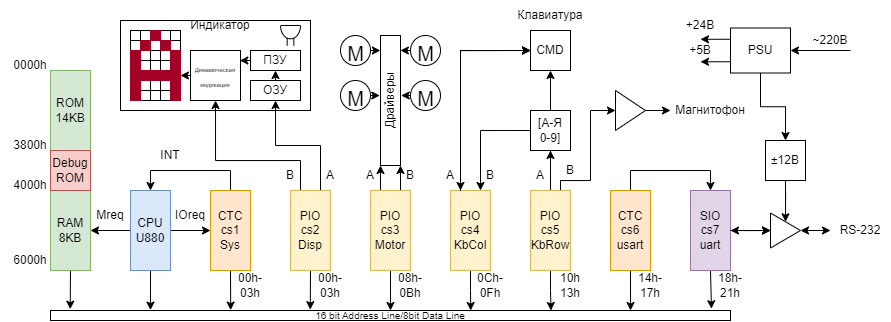 Индикатор
Динамическая
индикация
ПЗУ
ОЗУ
M
M
M
M
Драйверы
Клавиатура
CMD
[А-Я
0-9]
Магнитофон
+24В
+5В
PSU
~220В
±12В
RS-232
0000h
3800h
4000h
6000h
ROM
14KB
Debug
ROM
RAM
8KB
Mreq
CPU
U880
IOreq
INT
CTC
cs1
Sys
00h-
03h
B
A
PIO
cs2
Disp
00h-
03h
A
B
PIO
cs3
Motor
08h-
0Bh
A
B
PIO
cs4
KbCol
0Ch-
0Fh
A
B
PIO
cs5
KbRow
10h
13h
CTC
cs6
usart
14h-
17h
SIO
cs7
uart
18h-
21h
16 bit Address Line/8bit Data Line